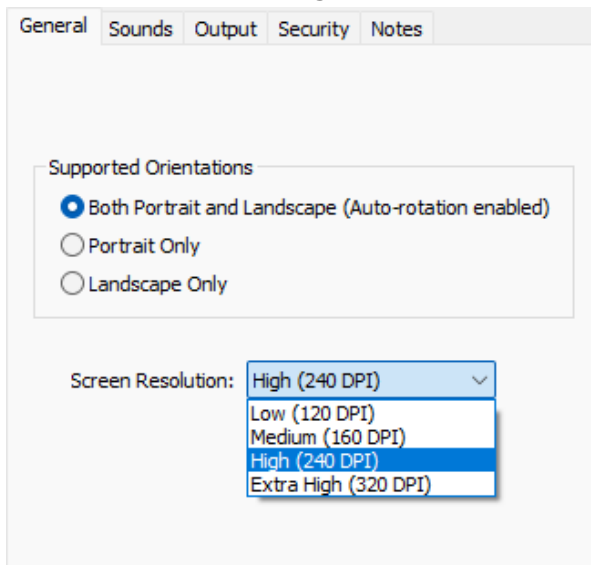 General Sounds Output Security Notes
Supported Orientations
Both Portrait and Landscape (Auto-rotation enabled)
Portrait Only
Landscape Only
Screen Resolution: High (240 DPI)
Low (120 DPI)
Medium (160 DPI)
High (240 DPI)
Extra High (320 DPI)